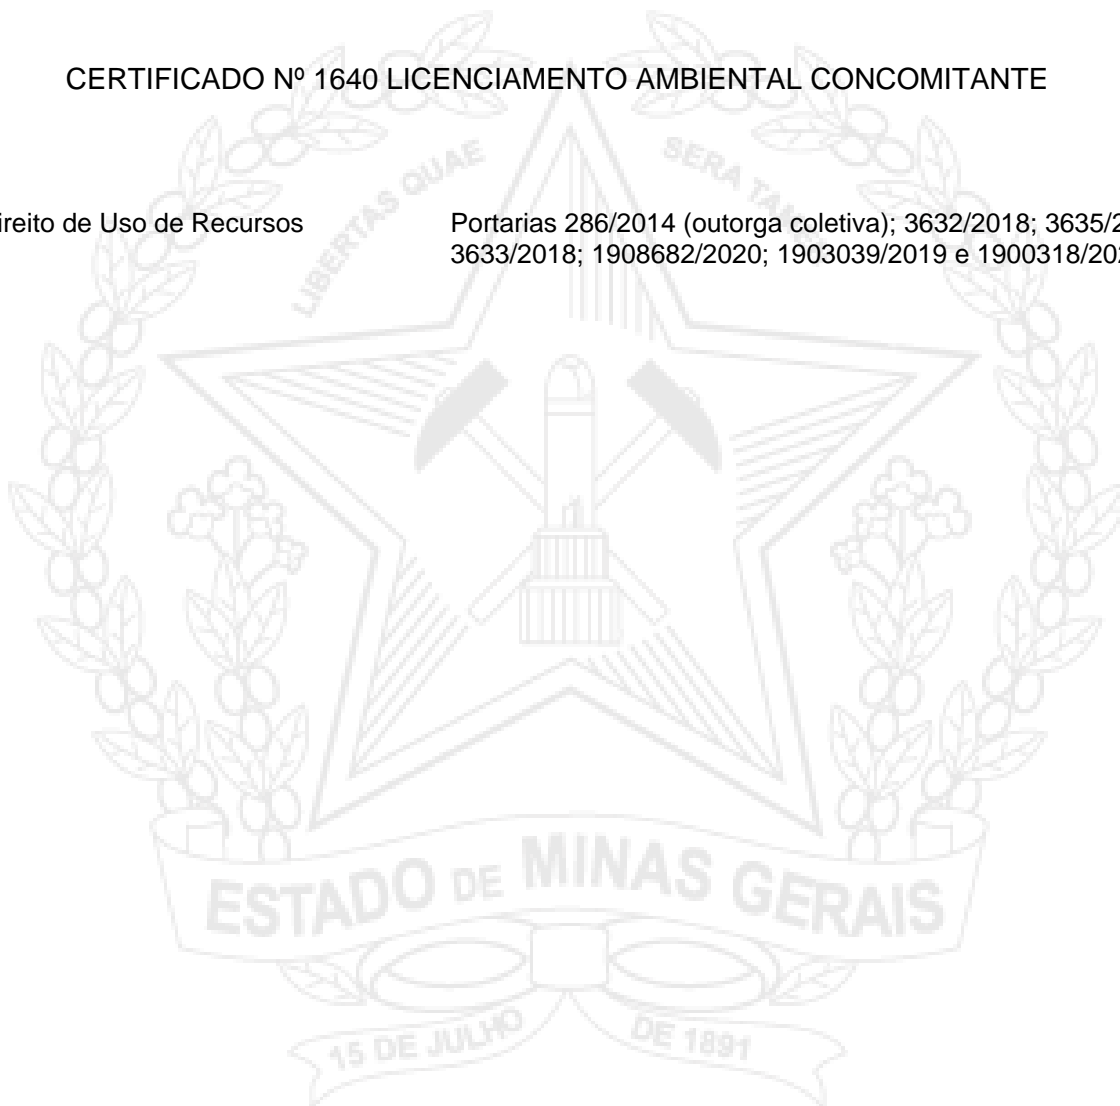 CERTIFICADO Nº 1640 LICENCIAMENTO AMBIENTAL CONCOMITANTE
ireito de Uso de Recursos
Portarias 286/2014 (outorga coletiva); 3632/2018; 3635/2
3633/2018; 1908682/2020; 1903039/2019 e 1900318/202
LIBERTAS QUAE SERA TAMEN
ESTADO DE MINAS GERAIS
15 DE JULHO DE 1891